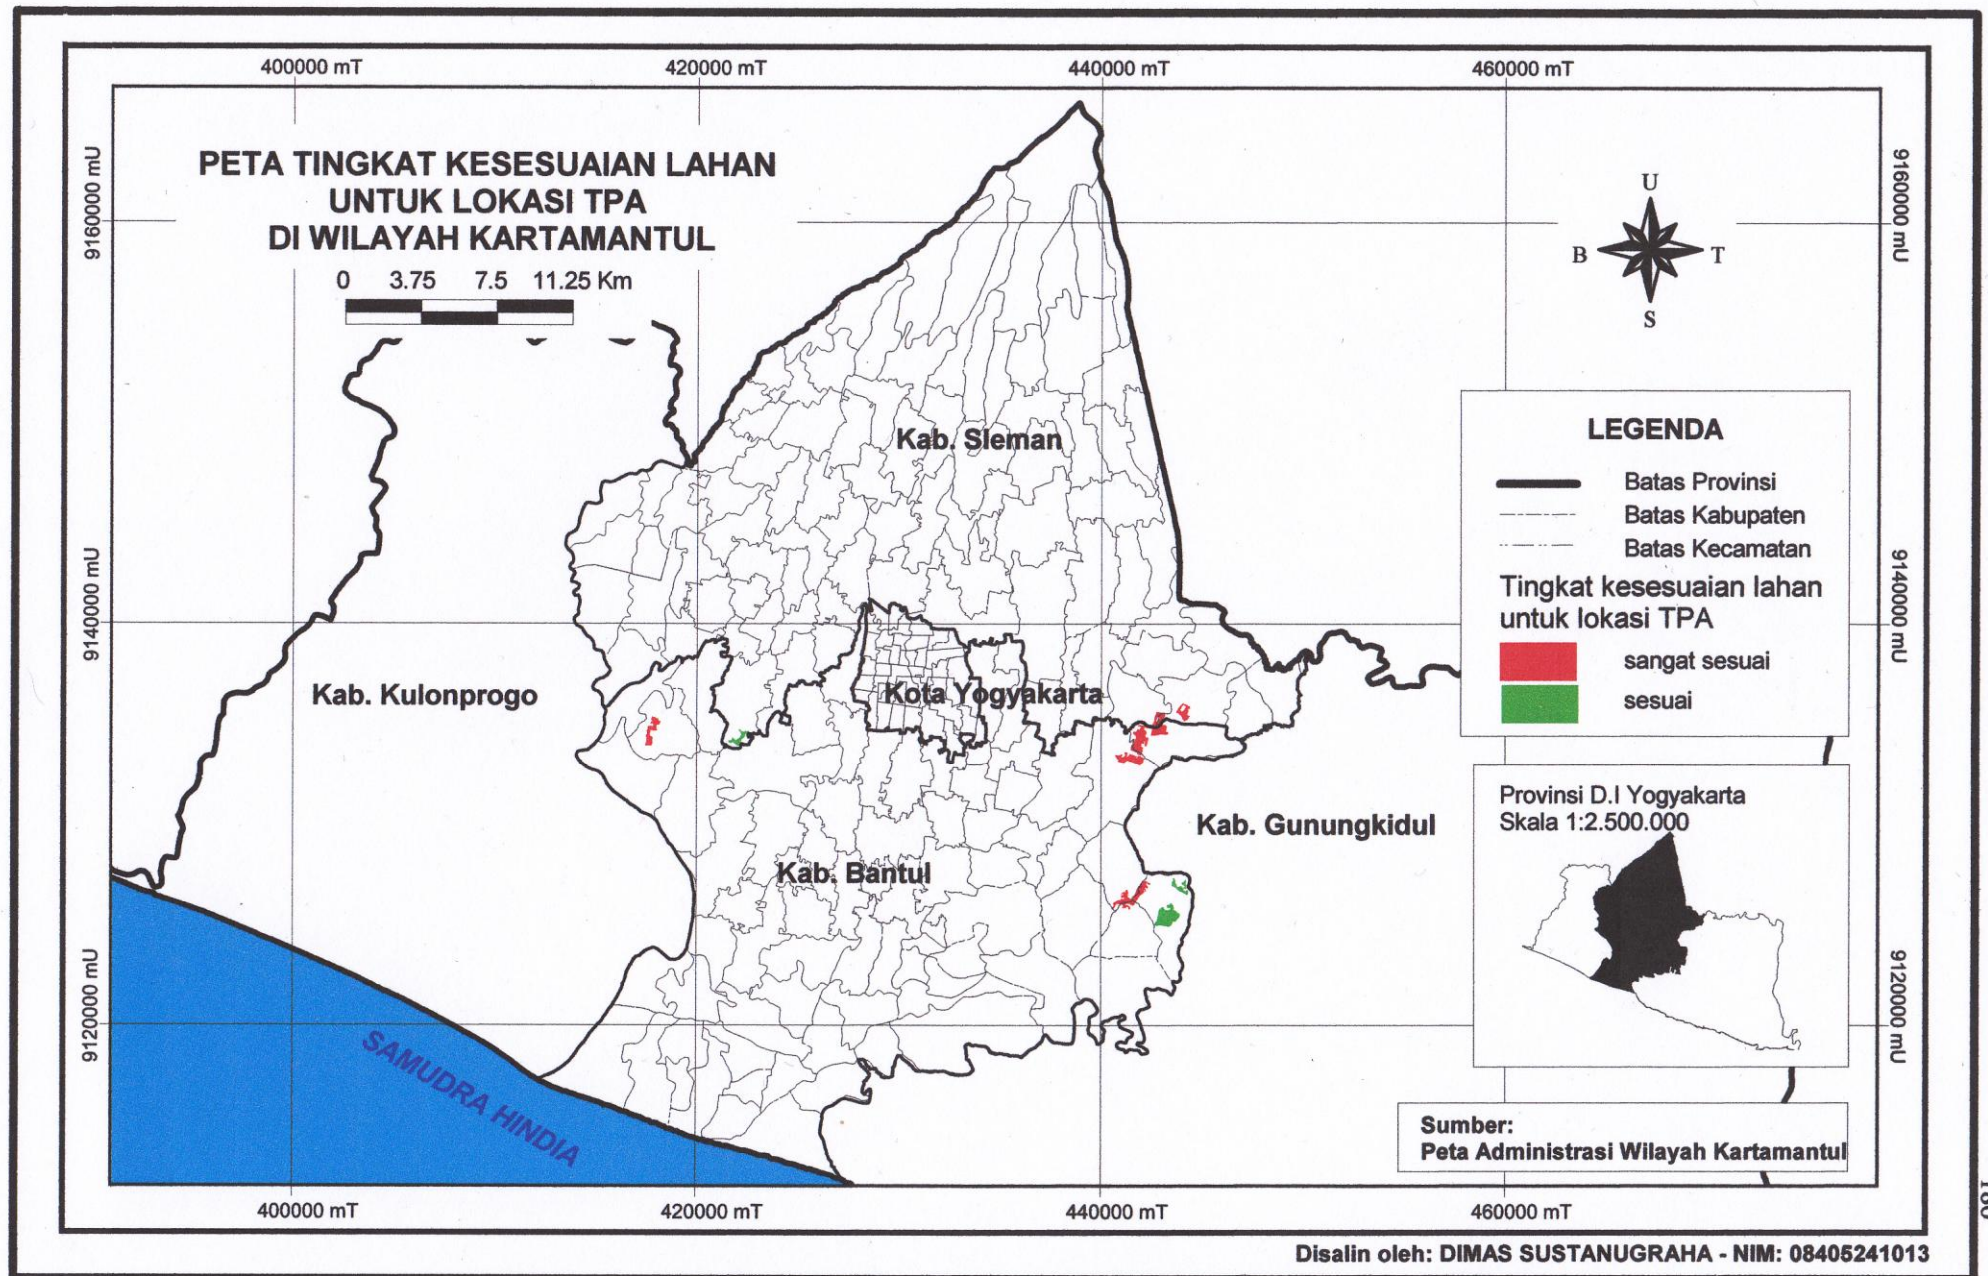 400000 mT
420000 mT
440000 mT
460000 mT
PETA TINGKAT KESESUAIAN LAHAN
UNTUK LOKASI TPA
DI WILAYAH KARTAMANTUL
0 3.75 7.5 11.25 Km
9160000 mU
9160000 mU
U
B
T
S
Kab. Sleman
LEGENDA
Batas Provinsi
Batas Kabupaten
Batas Kecamatan
Tingkat kesesuaian lahan
untuk lokasi TPA
sangat sesuai
sesuai
9140000 mU
9140000 mU
Kab. Kulonprogo
Kota Yogyakarta
Kab. Gunungkidul
Kab. Bantul
Provinsi D.I Yogyakarta
Skala 1:2.500.000
9120000 mU
9120000 mU
SAMUDRA HINDIA
Sumber:
Peta Administrasi Wilayah Kartamantul
400000 mT
420000 mT
440000 mT
460000 mT
Disalin oleh: DIMAS SUSTANUGRAHA - NIM: 08405241013